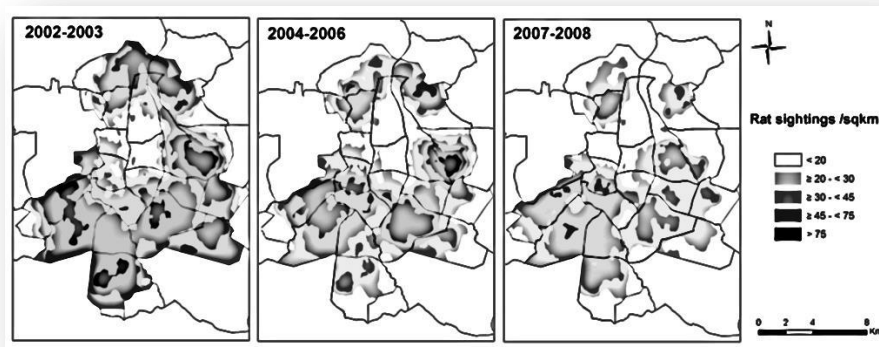 2002-2003
2004-2006
2007-2008
N
Rat sightings /sqkm
< 20
≥ 20 - < 30
≥ 30 - < 45
≥ 45 - < 75
> 75
0 2 4 8
Km